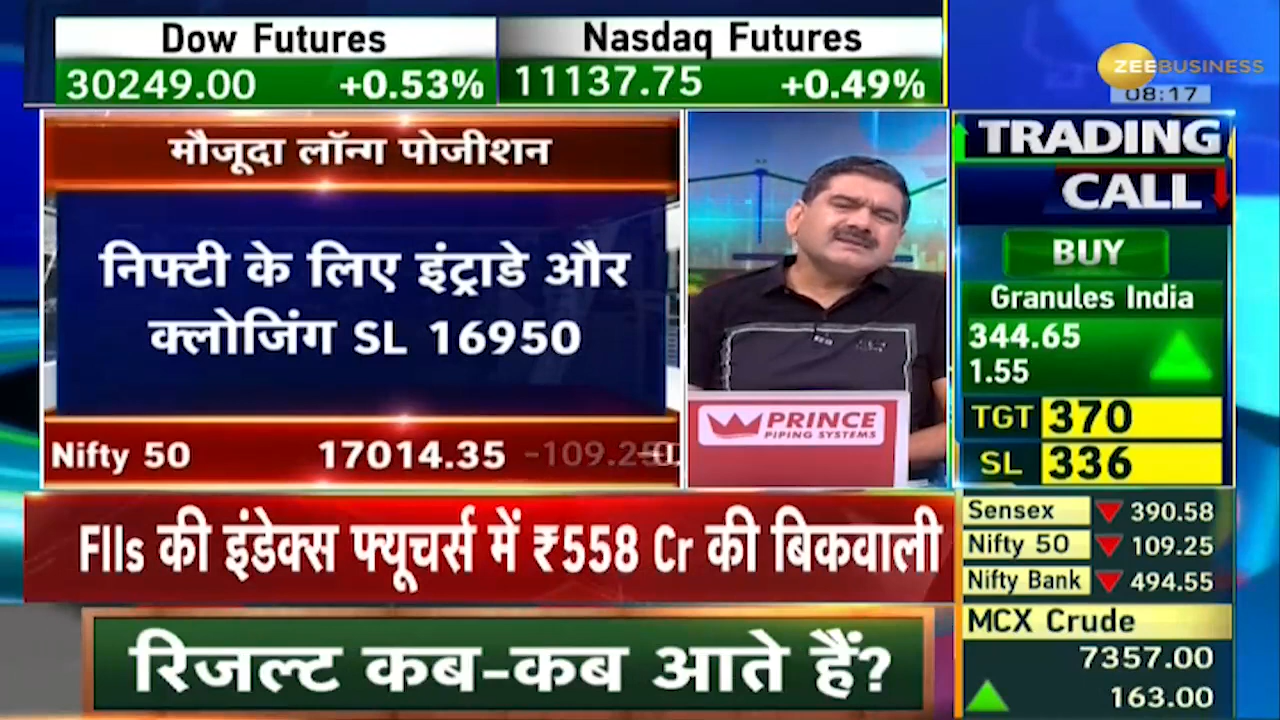 Dow Futures
30249.00 +0.53%
Nasdaq Futures
11137.75 +0.49%
ZEEBUSINESS
08:17
मौजूदा लॉन्ग पोजीशन
निफ्टी के लिए इंट्राडे और
क्लोजिंग SL 16950
Nifty 50 17014.35 -109.25
PRINCE
PIPING SYSTEMS
TRADING
CALL
BUY
Granules India
344.65
1.55
TGT 370
SL 336
FIIs की इंडेक्स फ्यूचर्स में ₹558 Cr की बिकवाली
Sensex 390.58
Nifty 50 109.25
Nifty Bank 494.55
MCX Crude
7357.00
163.00
रिजल्ट कब-कब आते हैं?